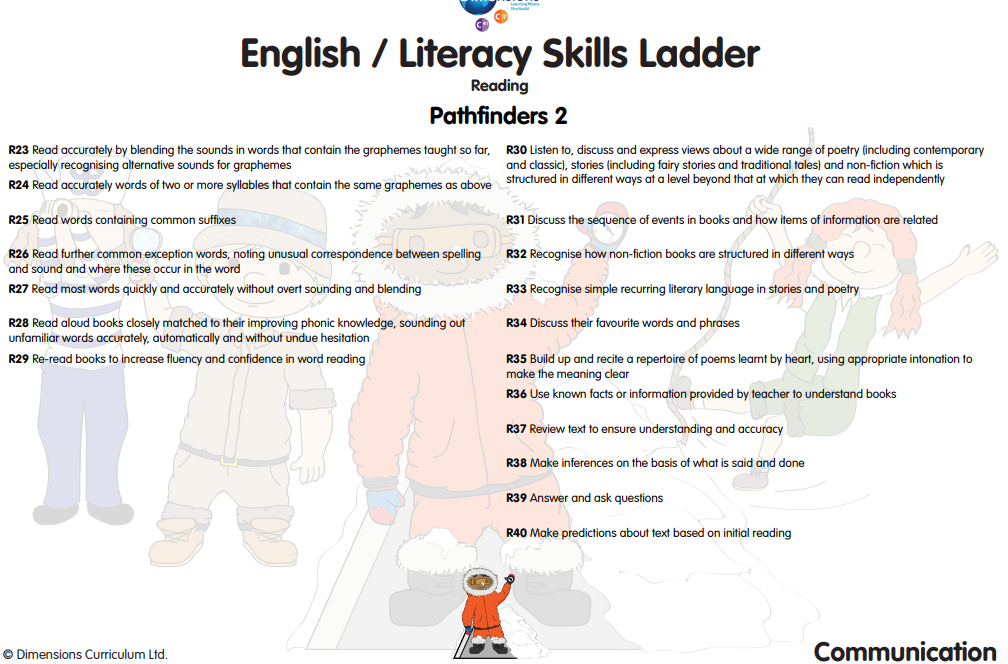 Learning Means
the World
English / Literacy Skills Ladder
Reading
Pathfinders 2
R23 Read accurately by blending the sounds in words that contain the graphemes taught so far,
especially recognising alternative sounds for graphemes
R24 Read accurately words of two or more syllables that contain the same graphemes as above
R25 Read words containing common suffixes
R26 Read further common exception words, noting unusual correspondence between spelling
and sound and where these occur in the word
R27 Read most words quickly and accurately without overt sounding and blending
R28 Read aloud books closely matched to their improving phonic knowledge, sounding out
unfamiliar words accurately, automatically and without undue hesitation
R29 Re-read books to increase fluency and confidence in word reading
R30 Listen to, discuss and express views about a wide range of poetry (including contemporary
and classic), stories (including fairy stories and traditional tales) and non-fiction which is
structured in different ways at a level beyond that at which they can read independently
R31 Discuss the sequence of events in books and how items of information are related
R32 Recognise how non-fiction books are structured in different ways
R33 Recognise simple recurring literary language in stories and poetry
R34 Discuss their favourite words and phrases
R35 Build up and recite a repertoire of poems learnt by heart, using appropriate intonation to
make the meaning clear
R36 Use known facts or information provided by teacher to understand books
R37 Review text to ensure understanding and accuracy
R38 Make inferences on the basis of what is said and done
R39 Answer and ask questions
R40 Make predictions about text based on initial reading
© Dimensions Curriculum Ltd.
Communication